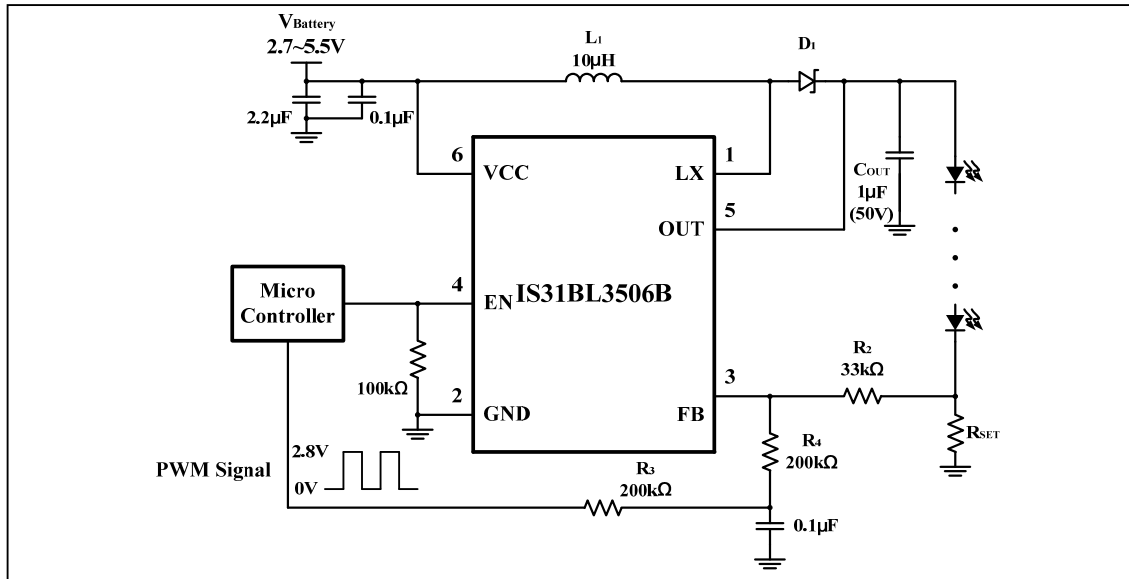 VBattery
2.7~5.5V
L1
10µH
D1
2.2µF
0.1µF
6
VCC
1
LX
COUT
1µF
(50V)
5
OUT
Micro
Controller
4
EN
IS31BL3506B
100kΩ
2
GND
3
FB
R2
33kΩ
RSET
R4
200kΩ
PWM Signal
2.8V
0V
R3
200kΩ
0.1µF